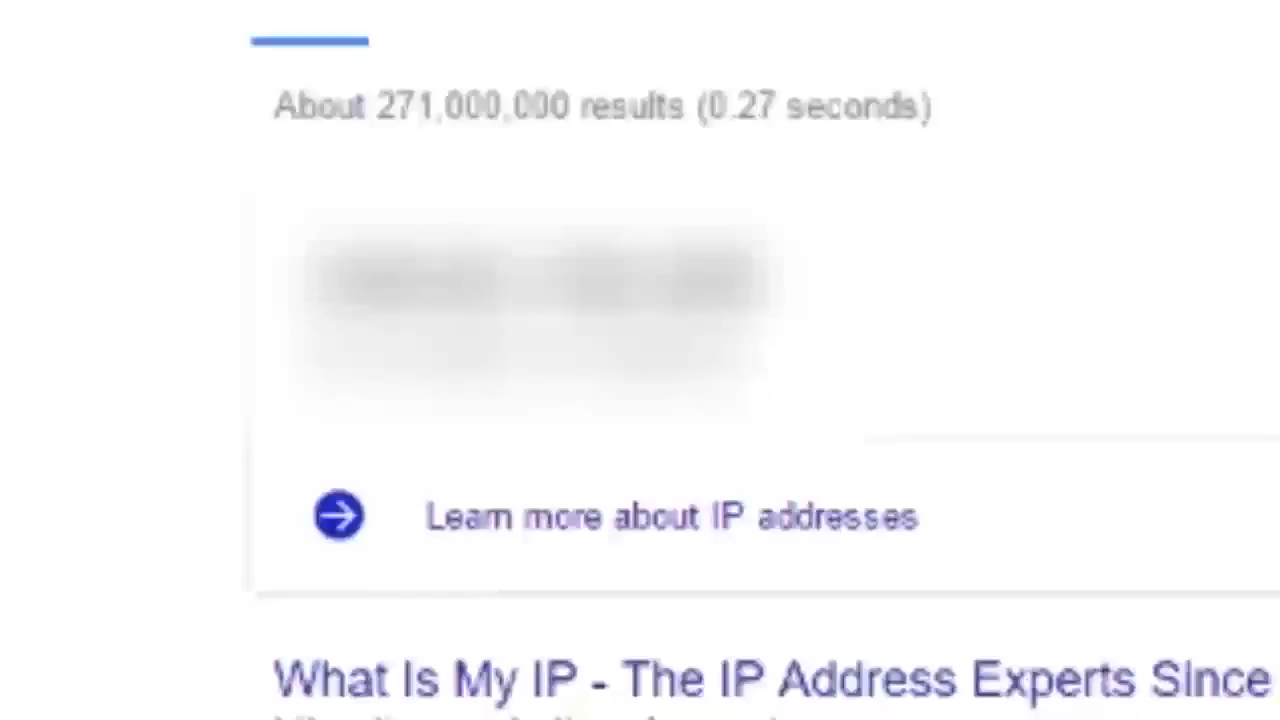 About 271,000,000 results (0.27 seconds)
Learn more about IP addresses
What Is My IP - The IP Address Experts Since